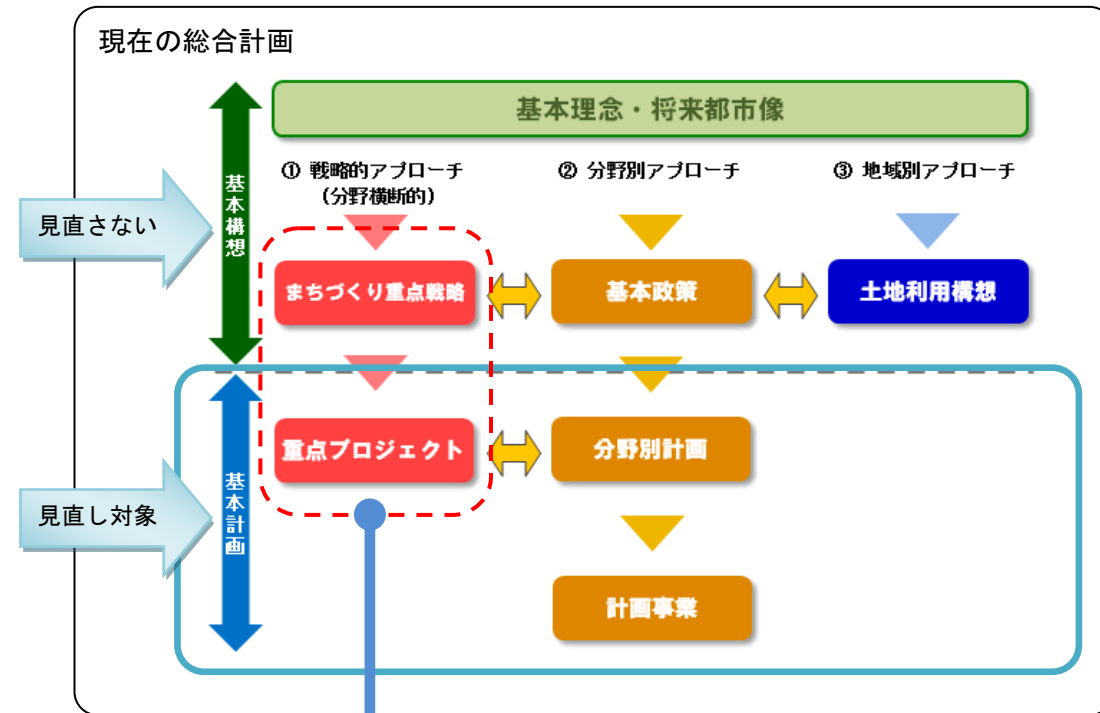 現在の総合計画
基本理念・将来都市像
① 戦略的アプローチ
(分野横断的)
② 分野別アプローチ
③ 地域別アプローチ
基本構想
見直さない
まちづくり重点戦略
基本政策
土地利用構想
重点プロジェクト
分野別計画
基本計画
見直し対象
計画事業